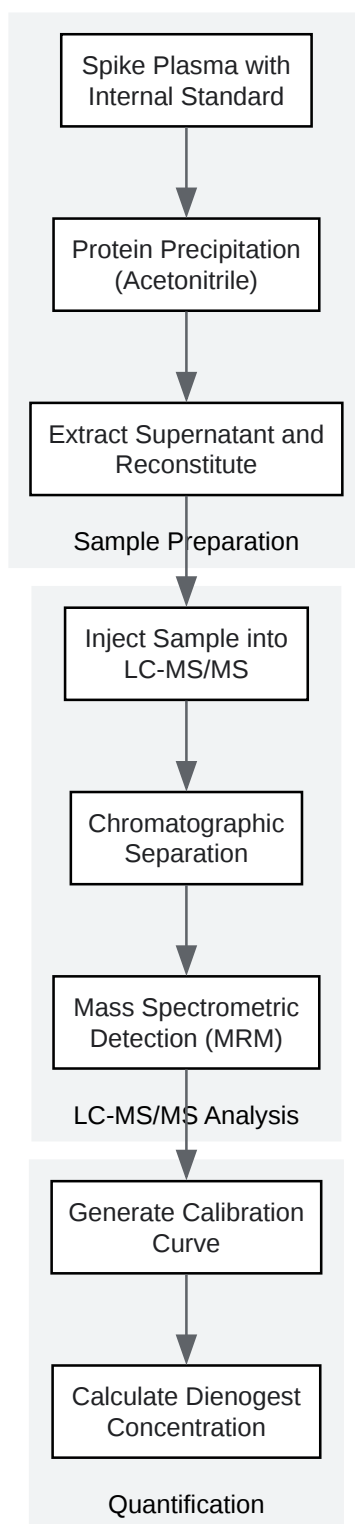 Spike Plasma with
Internal Standard
Protein Precipitation
(Acetonitrile)
Extract Supernatant and
Reconstitute
Sample Preparation
Inject Sample into
LC-MS/MS
Chromatographic
Separation
Mass Spectrometric
Detection (MRM)
LC-MS/MS Analysis
Generate Calibration
Curve
Calculate Dienogest
Concentration
Quantification